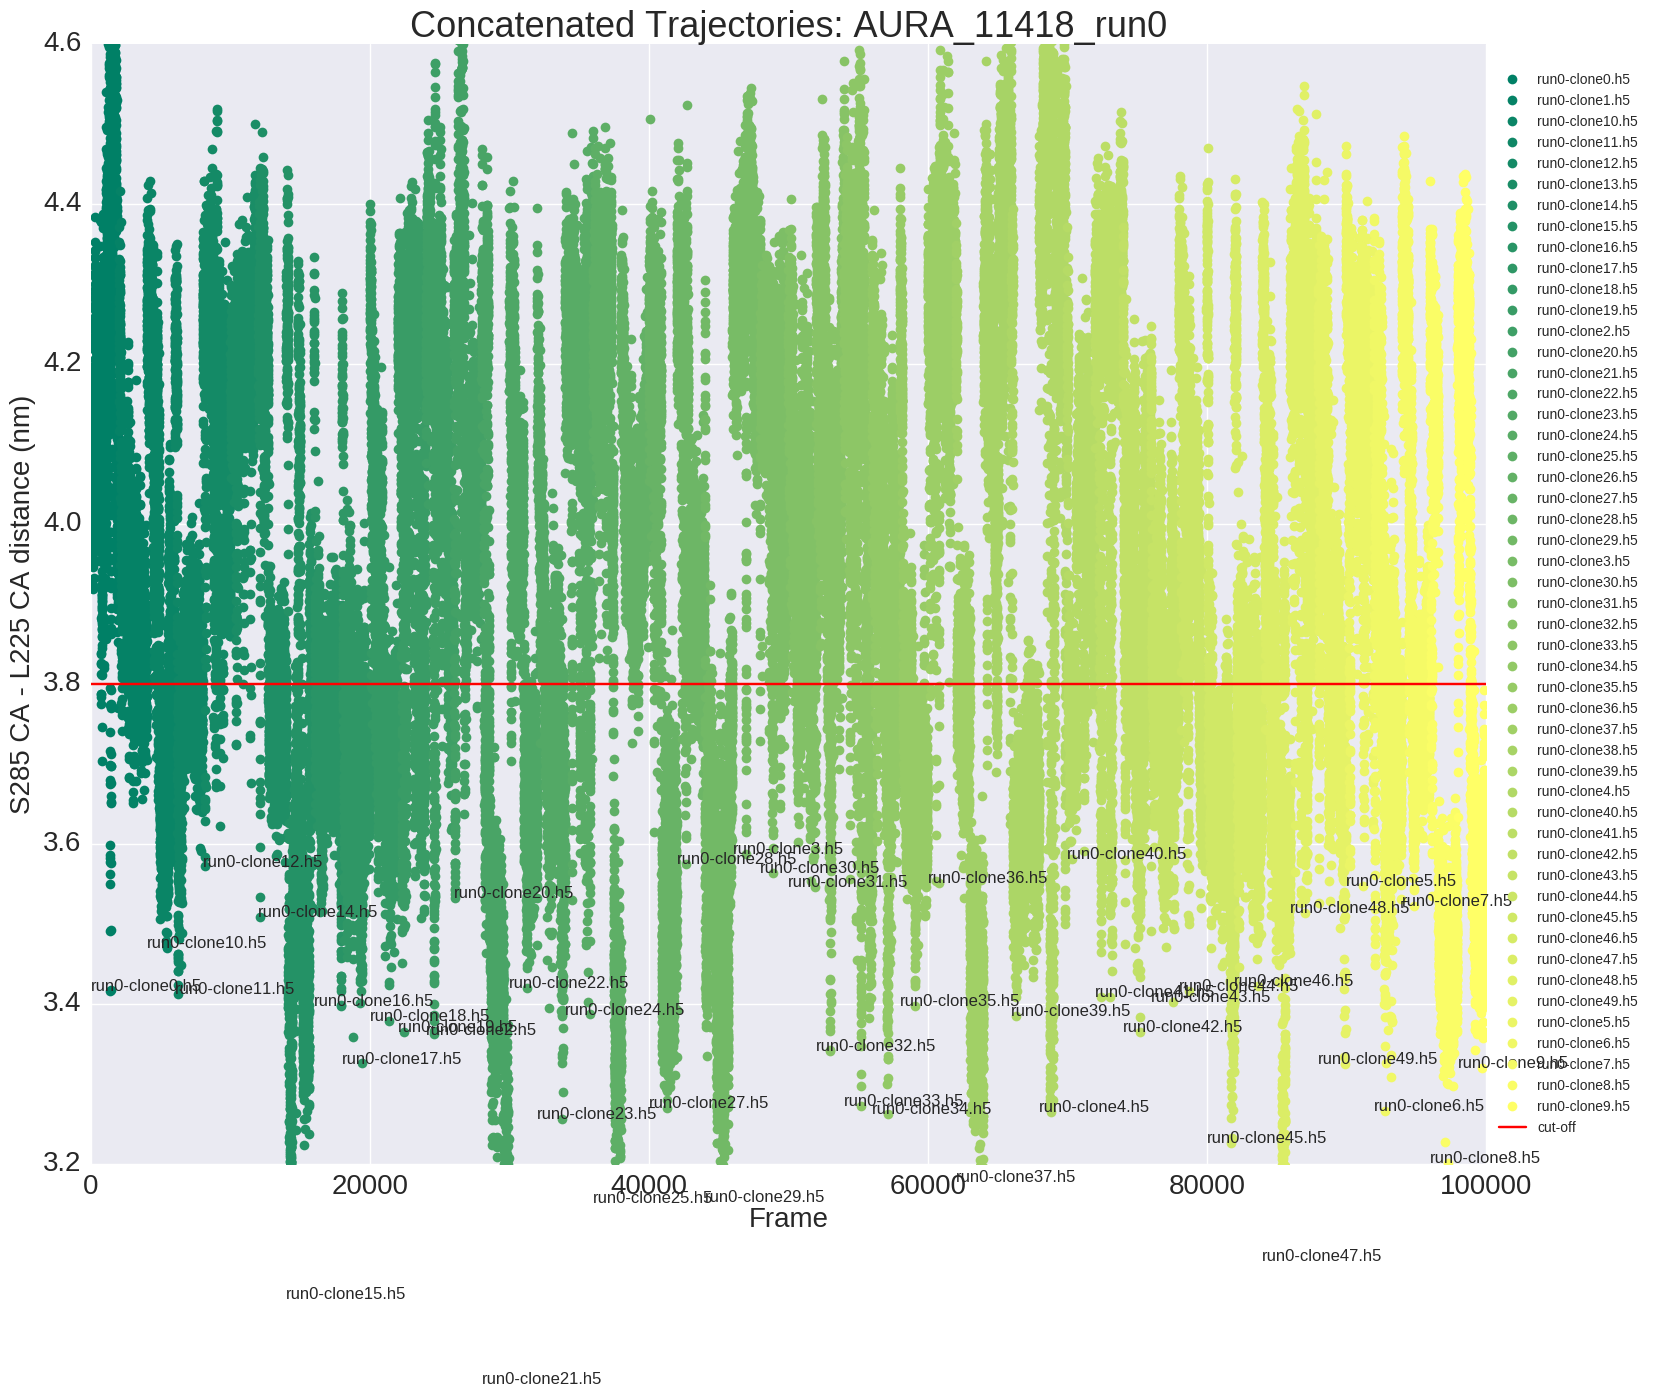 Concatenated Trajectories: AURA_11418_run0
S285 CA - L225 CA distance (nm)
4.6
4.4
4.2
4.0
3.8
3.6
3.4
3.2
0
20000
40000
60000
80000
100000
Frame
run0-clone3.h5
run0-clone40.h5
run0-clone12.h5
run0-clone28.h5
run0-clone30.h5
run0-clone36.h5
run0-clone31.h5
run0-clone5.h5
run0-clone20.h5
run0-clone7.h5
run0-clone14.h5
run0-clone48.h5
run0-clone10.h5
run0-clone0.h5
run0-clone11.h5
run0-clone22.h5
run0-clone46.h5
run0-clone44.h5
run0-clone41.h5
run0-clone43.h5
run0-clone16.h5
run0-clone35.h5
run0-clone24.h5
run0-clone39.h5
run0-clone18.h5
run0-clone19.h5
run0-clone2.h5
run0-clone42.h5
run0-clone32.h5
run0-clone17.h5
run0-clone49.h5
run0-clone9.h5
run0-clone33.h5
run0-clone27.h5
run0-clone34.h5
run0-clone4.h5
run0-clone6.h5
run0-clone23.h5
run0-clone45.h5
run0-clone8.h5
run0-clone37.h5
run0-clone25.h5
run0-clone29.h5
run0-clone47.h5
run0-clone15.h5
run0-clone21.h5
run0-clone0.h5
run0-clone1.h5
run0-clone10.h5
run0-clone11.h5
run0-clone12.h5
run0-clone13.h5
run0-clone14.h5
run0-clone15.h5
run0-clone16.h5
run0-clone17.h5
run0-clone18.h5
run0-clone19.h5
run0-clone2.h5
run0-clone20.h5
run0-clone21.h5
run0-clone22.h5
run0-clone23.h5
run0-clone24.h5
run0-clone25.h5
run0-clone26.h5
run0-clone27.h5
run0-clone28.h5
run0-clone29.h5
run0-clone3.h5
run0-clone30.h5
run0-clone31.h5
run0-clone32.h5
run0-clone33.h5
run0-clone34.h5
run0-clone35.h5
run0-clone36.h5
run0-clone37.h5
run0-clone38.h5
run0-clone39.h5
run0-clone4.h5
run0-clone40.h5
run0-clone41.h5
run0-clone42.h5
run0-clone43.h5
run0-clone44.h5
run0-clone45.h5
run0-clone46.h5
run0-clone47.h5
run0-clone48.h5
run0-clone49.h5
run0-clone5.h5
run0-clone6.h5
run0-clone7.h5
run0-clone8.h5
run0-clone9.h5
cut-off